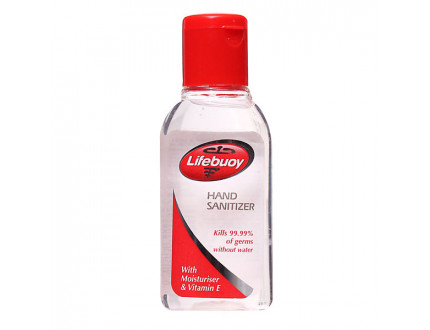 Lifebuoy
HAND
SANITIZER
Kills 99.99%
of germs
without water
With
Moisturiser
& Vitamin E